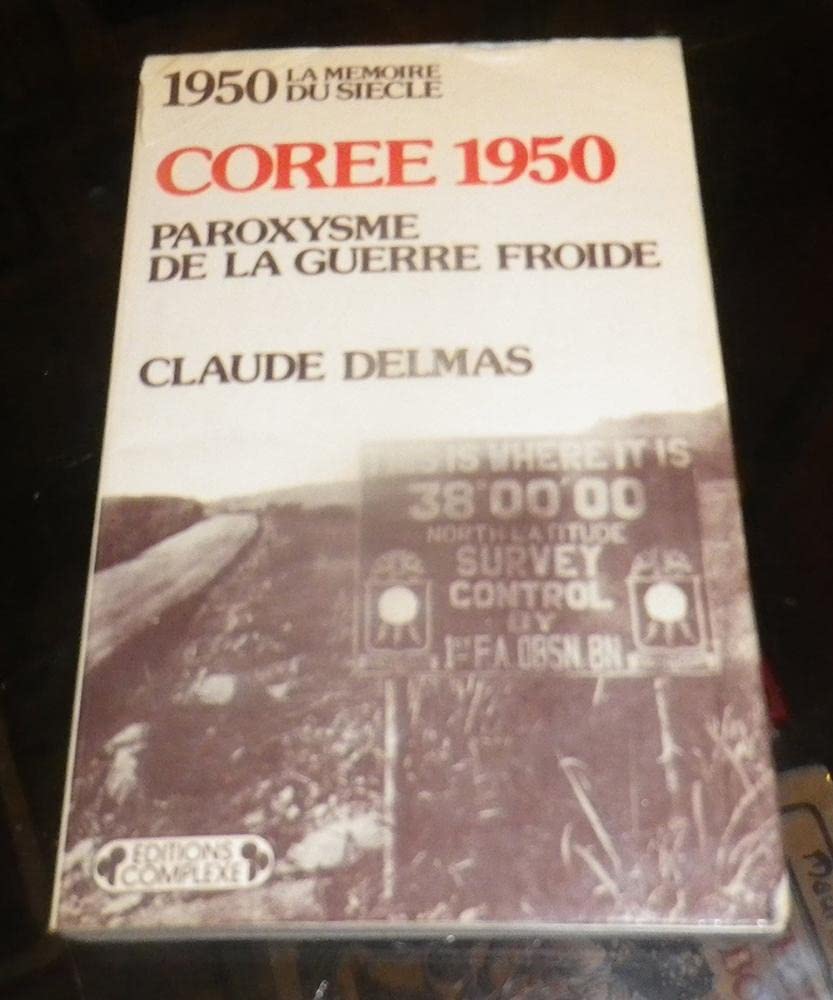 1950 LA MEMOIRE
DU SIECLE
COREE 1950
PAROXYSME
DE LA GUERRE FROIDE
CLAUDE DELMAS
THIS IS WHERE IT IS
38°00'00
NORTH LATITUDE
SURVEY
CONTROL
BY
1ST F.A. OBSN. BN.
EDITIONS
COMPLEXE